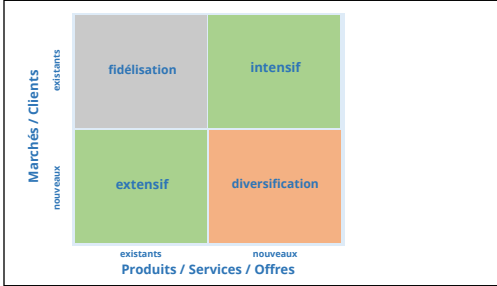 Marchés / Clients
existants
fidélisation
intensif
nouveaux
extensif
diversification
existants
nouveaux
Produits / Services / Offres